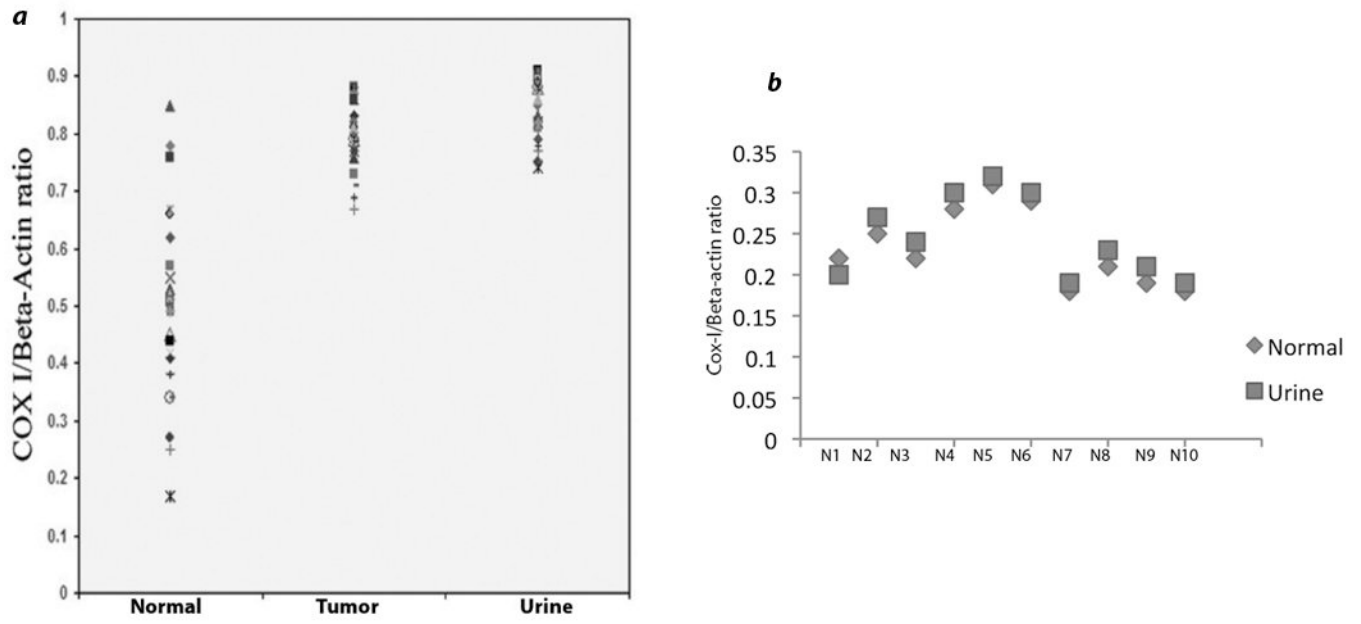 a
COX I/Beta-Actin ratio
1
0.9
0.8
0.7
0.6
0.5
0.4
0.3
0.2
0.1
0
Normal Tumor Urine
b
Cox-I/Beta-actin ratio
0.35
0.3
0.25
0.2
0.15
0.1
0.05
0
N1 N2 N3 N4 N5 N6 N7 N8 N9 N10
Normal
Urine